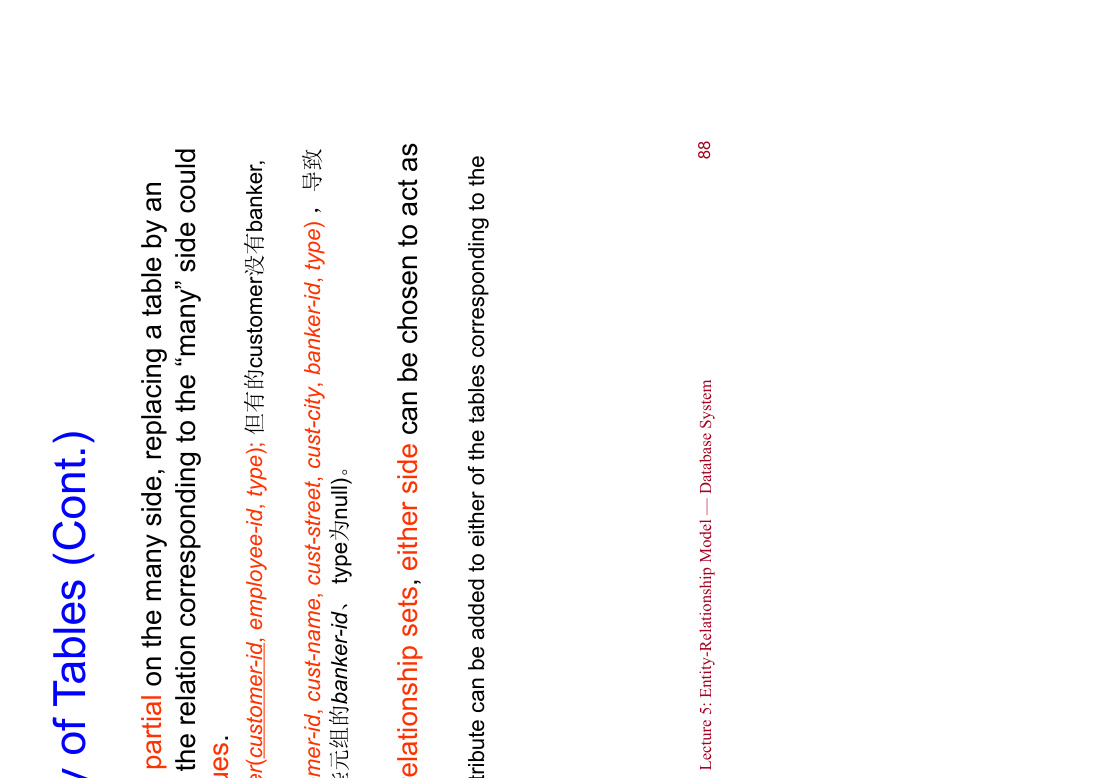 y of Tables (Cont.)
partial on the many side, replacing a table by an
the relation corresponding to the “many” side could
ues.
er(customer-id, employee-id, type); 但有的customer没有banker,
mer-id, cust-name, cust-street, cust-city, banker-id, type) ，导致
元组的banker-id、 type为null)。
elationship sets, either side can be chosen to act as
tribute can be added to either of the tables corresponding to the
Lecture 5: Entity-Relationship Model — Database System
88